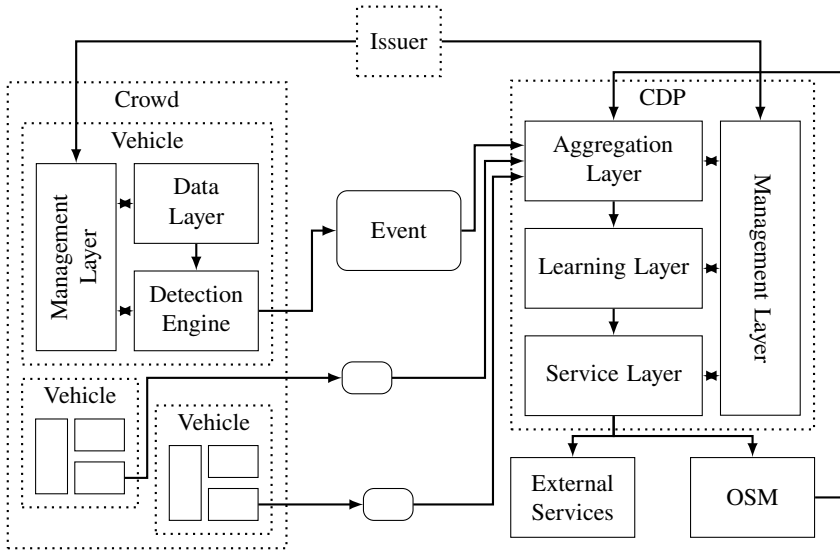 Issuer
Crowd
Vehicle
Management
Layer
Data
Layer
Detection
Engine
Event
CDP
Aggregation
Layer
Learning Layer
Service Layer
Management Layer
Vehicle
Vehicle
External
Services
OSM